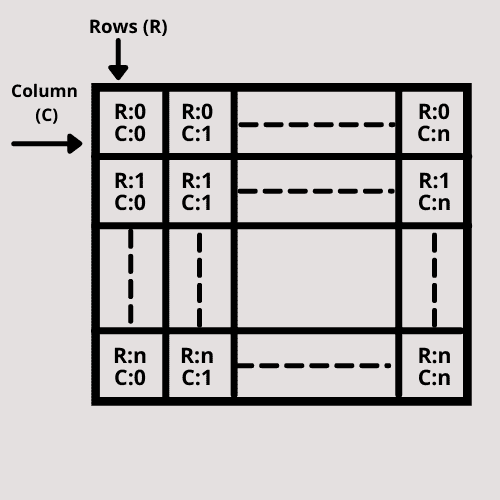 Rows (R)
Column
(C)
R:0 R:0 R:0
C:0 C:1 C:n
R:1 R:1 R:1
C:0 C:1 C:n
R:n R:n R:n
C:0 C:1 C:n